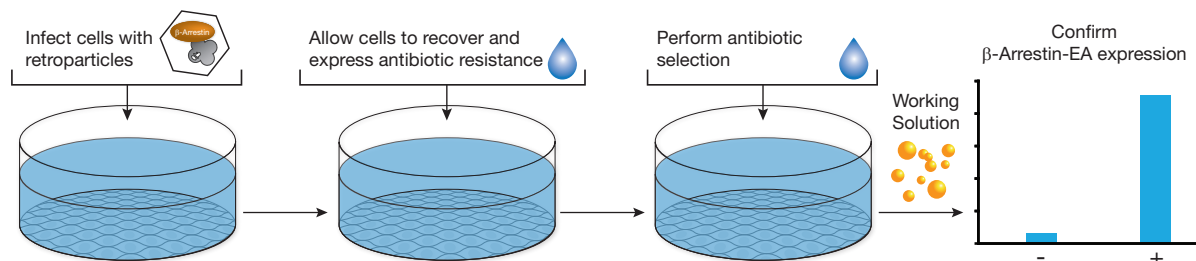 Infect cells with
retroparticles
β-Arrestin
Allow cells to recover and
express antibiotic resistance
Perform antibiotic
selection
Working
Solution
Confirm
β-Arrestin-EA expression
-
+